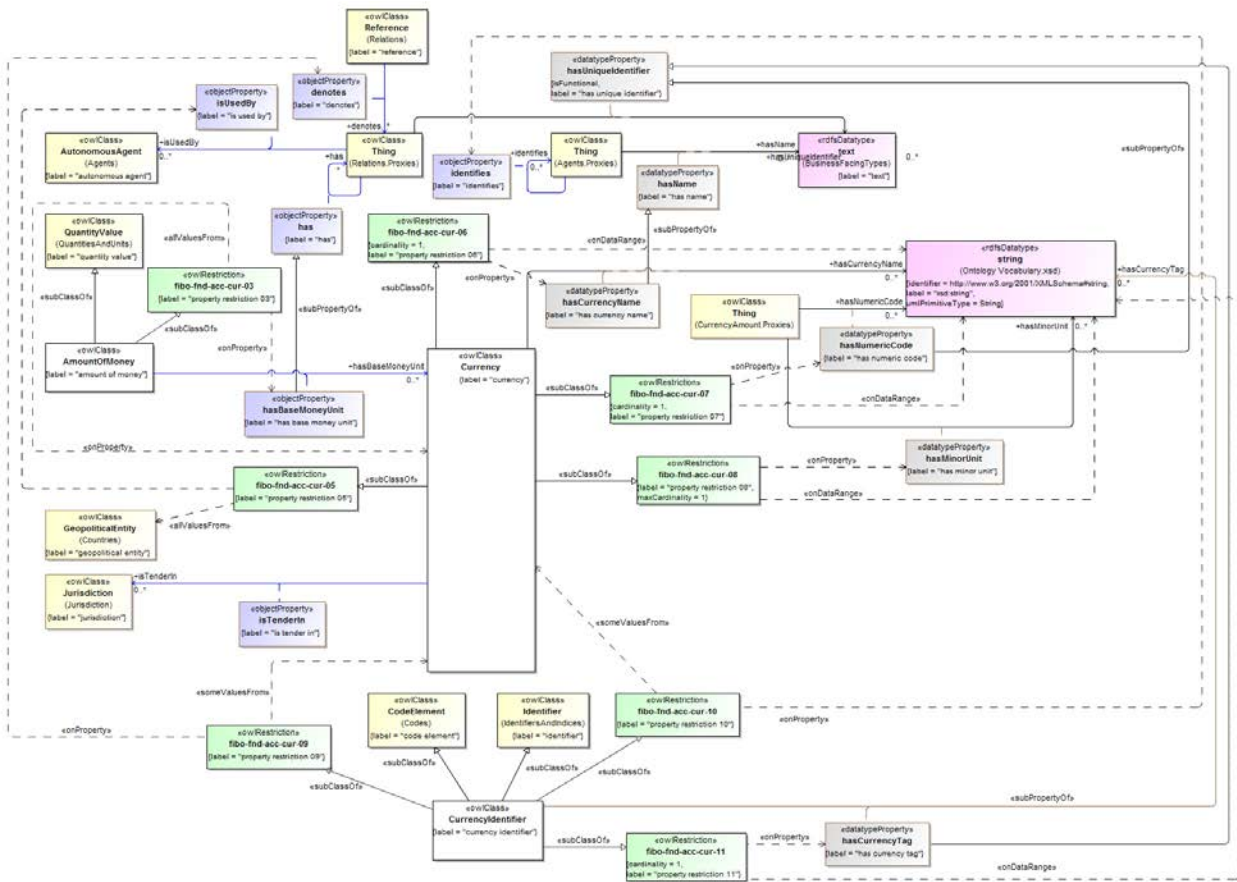 «owlClass»
Reference
(Relations)
[label = "reference"]
«objectProperty»
denotes
[label = "denotes"]
«datatypeProperty»
hasUniqueIdentifier
[isFunctional,
label = "has unique identifier"]
«objectProperty»
isUsedBy
[label = "is used by"]
+denotes
«owlClass»
AutonomousAgent
(Agents)
[label = "autonomous agent"]
+isUsedBy
0..*
+has
*
*
«owlClass»
Thing
(Relations.Proxies)
«objectProperty»
identifies
[label = "identifies"]
+identifies
0..*
«owlClass»
Thing
(Agents.Proxies)
+hasName
+hasUniqueIdentifier
0..*
«rdfsDatatype»
text
(BusinessFacingTypes)
[label = "text"]
«subPropertyOf»
«datatypeProperty»
hasName
[label = "has name"]
«objectProperty»
has
[label = "has"]
«owlClass»
QuantityValue
(QuantitiesAndUnits)
[label = "quantity value"]
«allValuesFrom»
«owlRestriction»
fibo-fnd-acc-cur-06
[cardinality = 1,
label = "property restriction 06"]
«onDataRange»
«subPropertyOf»
«onProperty»
«rdfsDatatype»
string
(Ontology Vocabulary.xsd)
[identifier = http://www.w3.org/2001/XMLSchema#string,
label = "xsd:string",
umlPrimitiveType = String]
+hasCurrencyName
0..*
+hasCurrencyTag
0..*
«owlRestriction»
fibo-fnd-acc-cur-03
[label = "property restriction 03"]
«subClassOf»
«subClassOf»
«subPropertyOf»
«subClassOf»
«datatypeProperty»
hasCurrencyName
[label = "has currency name"]
«owlClass»
Thing
(CurrencyAmount.Proxies)
+hasNumericCode
0..*
+hasMinorUnit
0..*
«datatypeProperty»
hasNumericCode
[label = "has numeric code"]
«owlClass»
AmountOfMoney
[label = "amount of money"]
«onProperty»
+hasBaseMoneyUnit
0..*
«owlClass»
Currency
[label = "currency"]
«objectProperty»
hasBaseMoneyUnit
[label = "has base money unit"]
«subClassOf»
«owlRestriction»
fibo-fnd-acc-cur-07
[cardinality = 1,
label = "property restriction 07"]
«onProperty»
«onDataRange»
«onProperty»
«datatypeProperty»
hasMinorUnit
[label = "has minor unit"]
«owlRestriction»
fibo-fnd-acc-cur-05
[label = "property restriction 05"]
«subClassOf»
«subClassOf»
«owlRestriction»
fibo-fnd-acc-cur-08
[label = "property restriction 08",
maxCardinality = 1]
«onProperty»
«onDataRange»
«owlClass»
GeopoliticalEntity
(Countries)
[label = "geopolitical entity"]
«allValuesFrom»
«owlClass»
Jurisdiction
(Jurisdiction)
[label = "jurisdiction"]
+isTenderIn
0..*
«objectProperty»
isTenderIn
[label = "is tender in"]
«someValuesFrom»
«someValuesFrom»
«owlClass»
CodeElement
(Codes)
[label = "code element"]
«owlClass»
Identifier
(IdentifiersAndIndices)
[label = "identifier"]
«owlRestriction»
fibo-fnd-acc-cur-10
[label = "property restriction 10"]
«onProperty»
«onProperty»
«owlRestriction»
fibo-fnd-acc-cur-09
[label = "property restriction 09"]
«subClassOf»
«subClassOf»
«subClassOf»
«subClassOf»
«owlClass»
CurrencyIdentifier
[label = "currency identifier"]
«subPropertyOf»
«subClassOf»
«owlRestriction»
fibo-fnd-acc-cur-11
[cardinality = 1,
label = "property restriction 11"]
«onProperty»
«datatypeProperty»
hasCurrencyTag
[label = "has currency tag"]
«onDataRange»